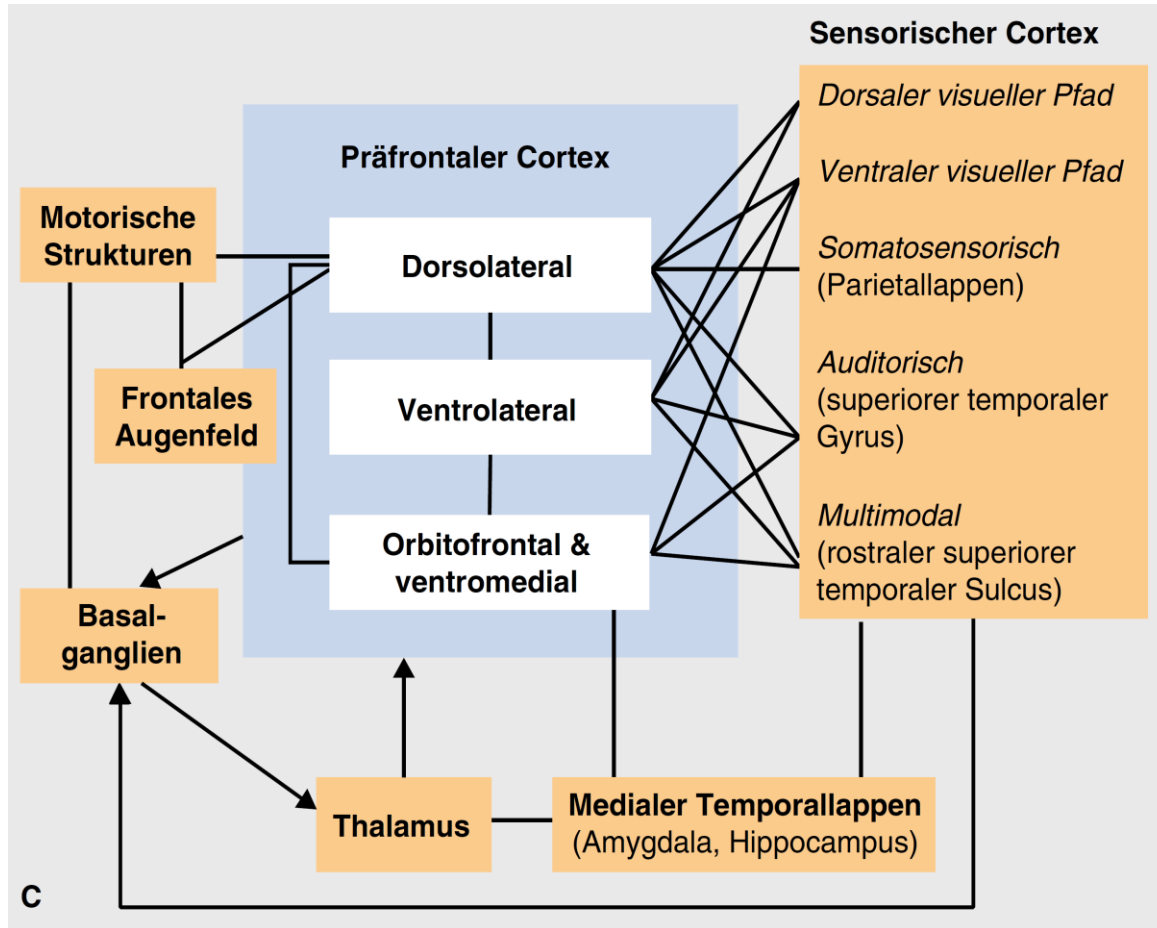 Sensorischer Cortex
Dorsaler visueller Pfad
Ventraler visueller Pfad
Somatosensorisch
(Parietallappen)
Auditorisch
(superiorer temporaler
Gyrus)
Multimodal
(rostraler superiorer
temporaler Sulcus)
Präfrontaler Cortex
Dorsolateral
Ventrolateral
Orbitofrontal &
ventromedial
Motorische
Strukturen
Frontales
Augenfeld
Basal-
ganglien
Thalamus
Medialer Temporallappen
(Amygdala, Hippocampus)
C